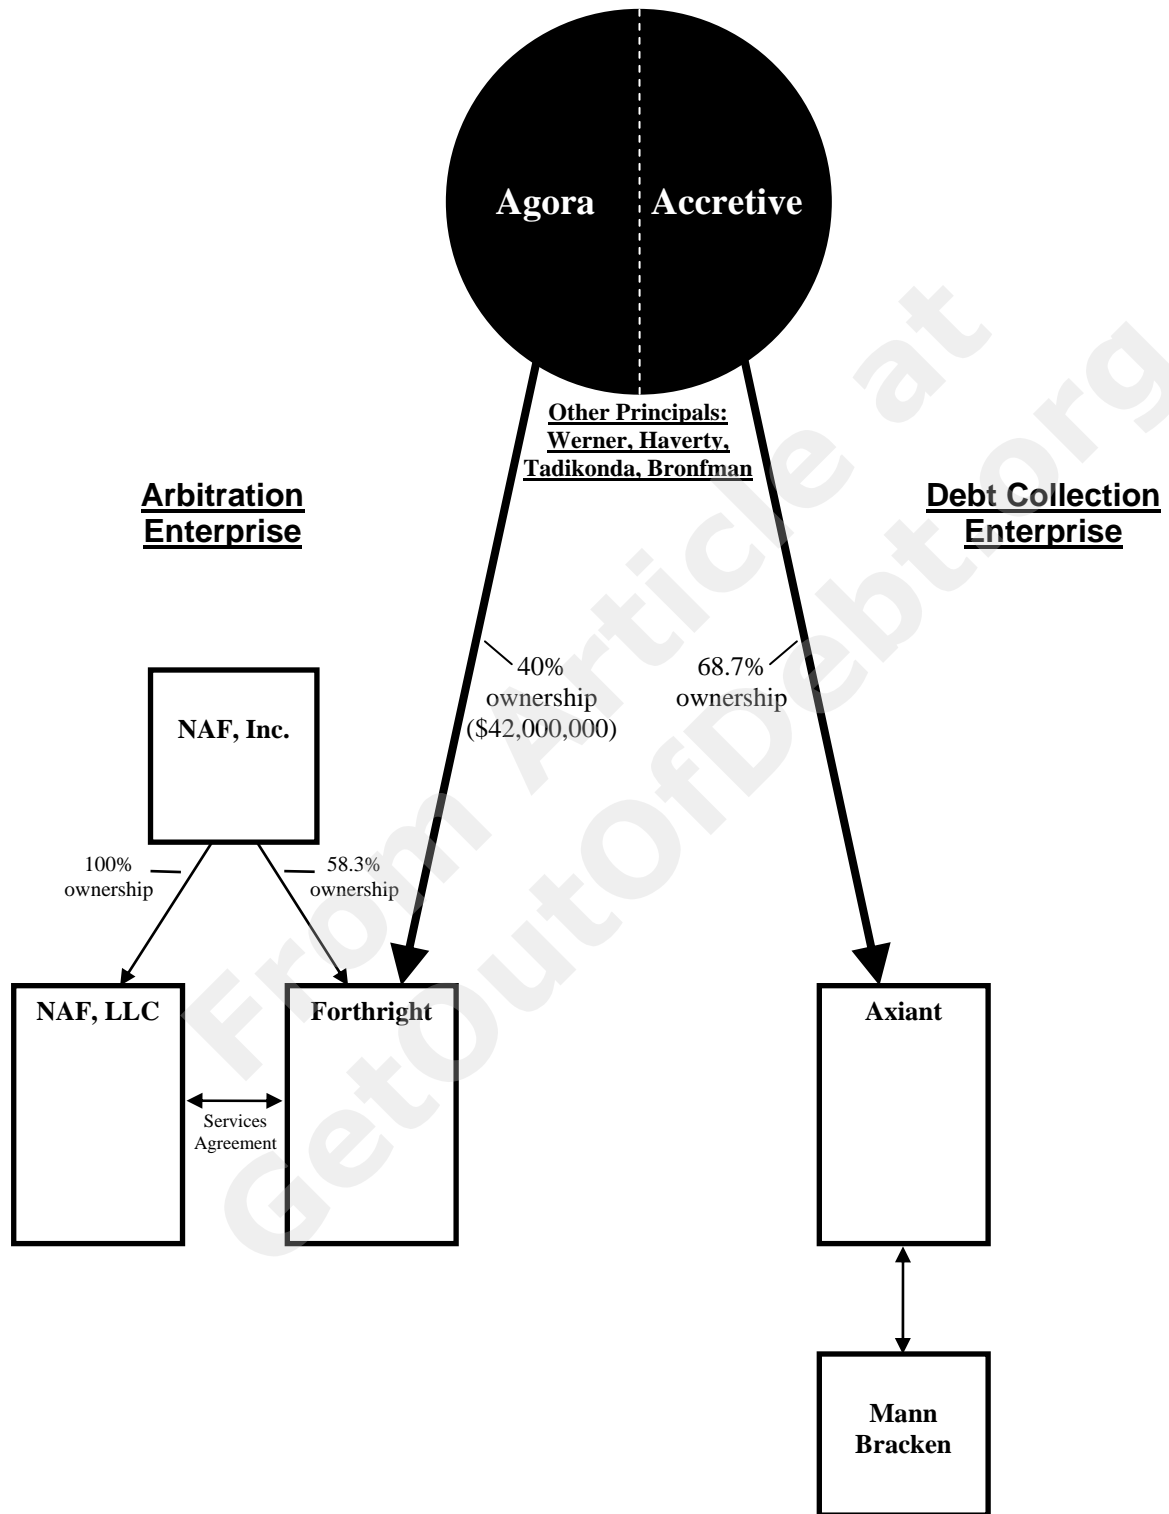 Agora
Accretive
Other Principals:
Werner, Haverty,
Tadikonda, Bronfman
Arbitration
Enterprise
Debt Collection
Enterprise
40%
ownership
($42,000,000)
68.7%
ownership
NAF, Inc.
100%
ownership
58.3%
ownership
NAF, LLC
Forthright
Axiant
Services
Agreement
Mann
Bracken
From Article at
GetOutOfDebt.org